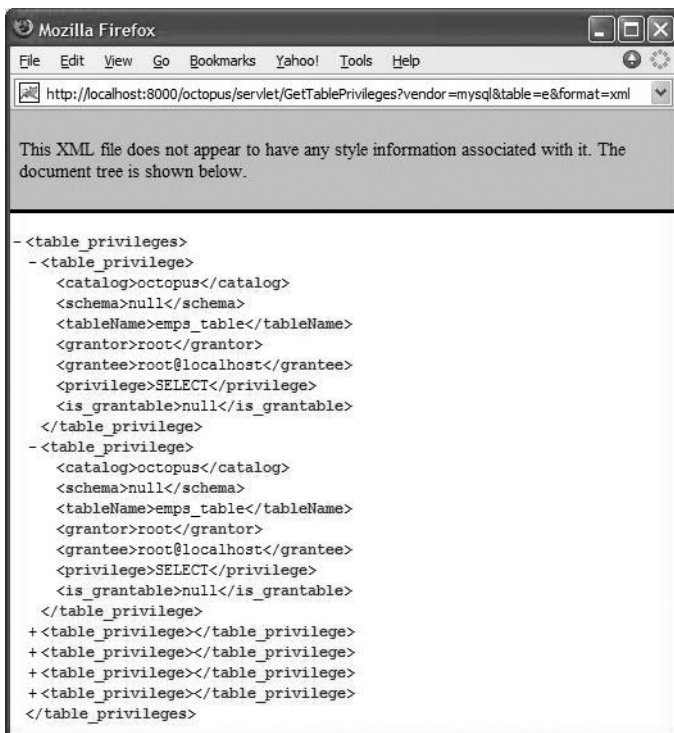 Mozilla Firefox
File Edit View Go Bookmarks Yahoo! Tools Help
http://localhost:8000/octopus/servlet/GetTablePrivileges?vendor=mysql&table=e&format=xml
This XML file does not appear to have any style information associated with it. The
document tree is shown below.
- <table_privileges>
- <table_privilege>
<catalog>octopus</catalog>
<schema>null</schema>
<tableName>emps_table</tableName>
<grantor>root</grantor>
<grantee>root@localhost</grantee>
<privilege>SELECT</privilege>
<is_grantable>null</is_grantable>
</table_privilege>
- <table_privilege>
<catalog>octopus</catalog>
<schema>null</schema>
<tableName>emps_table</tableName>
<grantor>root</grantor>
<grantee>root@localhost</grantee>
<privilege>SELECT</privilege>
<is_grantable>null</is_grantable>
</table_privilege>
+ <table_privilege></table_privilege>
+ <table_privilege></table_privilege>
+ <table_privilege></table_privilege>
+ <table_privilege></table_privilege>
</table_privileges>